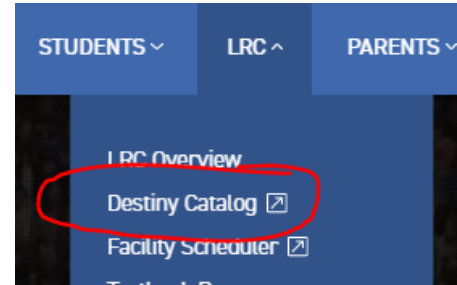 STUDENTS LRC PARENTS
LRC Overview
Destiny Catalog
Facility Scheduler